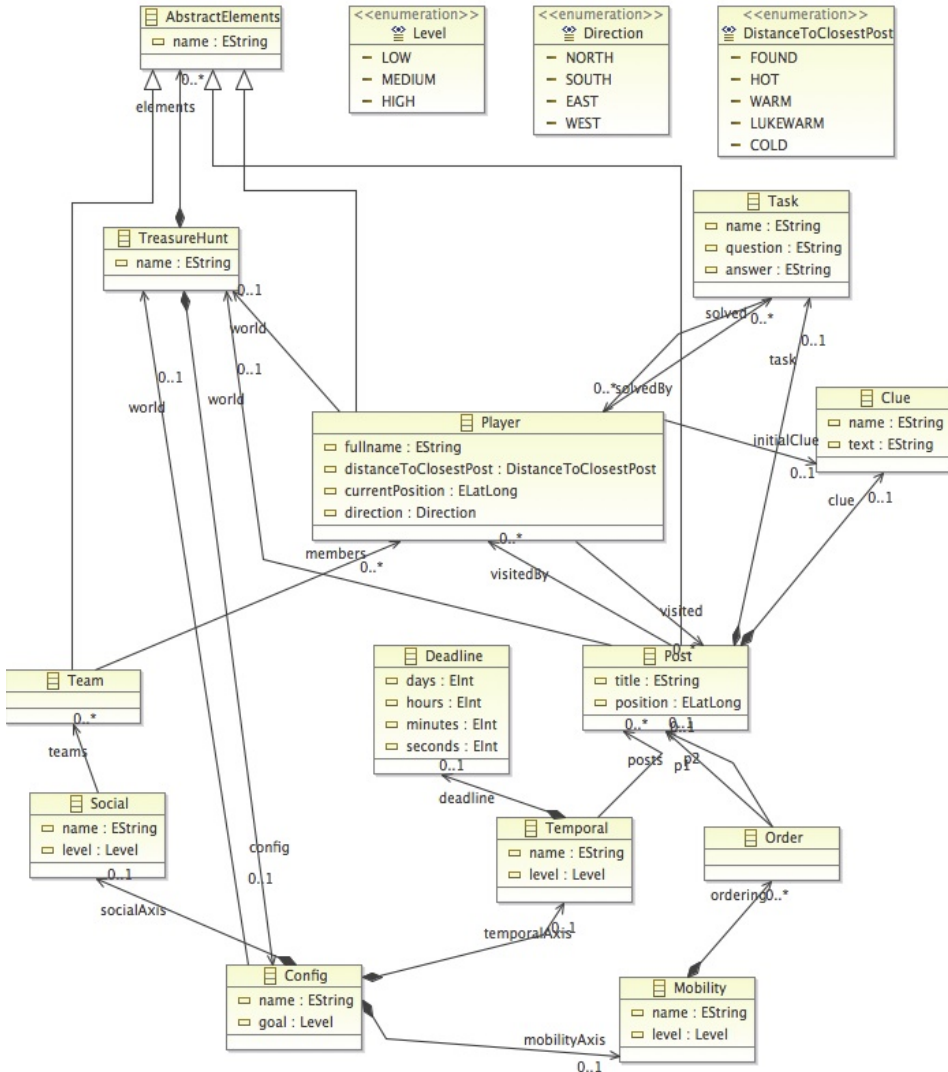 AbstractElements
name : EString
<<enumeration>>
Level
LOW
MEDIUM
HIGH
<<enumeration>>
Direction
NORTH
SOUTH
EAST
WEST
<<enumeration>>
DistanceToClosestPost
FOUND
HOT
WARM
LUKEWARM
COLD
0..*
elements
TreasureHunt
name : EString
Task
name : EString
question : EString
answer : EString
0..1
world
0..1
world
0..1
world
solved
0..*
0..*
solvedBy
0..1
task
Player
fullname : EString
distanceToClosestPost : DistanceToClosestPost
currentPosition : ELatLong
direction : Direction
Clue
name : EString
text : EString
initialClue
0..1
0..1
clue
members
0..*
0..*
visitedBy
visited
0..*
Team
Deadline
days : EInt
hours : EInt
minutes : EInt
seconds : EInt
Post
title : EString
position : ELatLong
0..*
teams
0..1
deadline
0..*
posts
0..1
0..1
p1
p2
Social
name : EString
level : Level
Temporal
name : EString
level : Level
Order
config
0..1
0..1
socialAxis
temporalAxis
0..1
ordering
0..*
Config
name : EString
goal : Level
Mobility
name : EString
level : Level
mobilityAxis
0..1